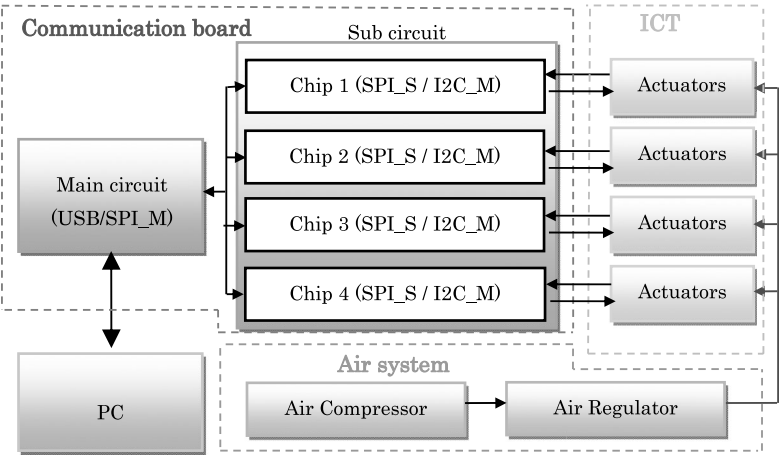 Communication board
Sub circuit
ICT
Chip 1 (SPI_S / I2C_M)
Actuators
Chip 2 (SPI_S / I2C_M)
Actuators
Main circuit
(USB/SPI_M)
Chip 3 (SPI_S / I2C_M)
Actuators
Chip 4 (SPI_S / I2C_M)
Actuators
Air system
PC
Air Compressor
Air Regulator